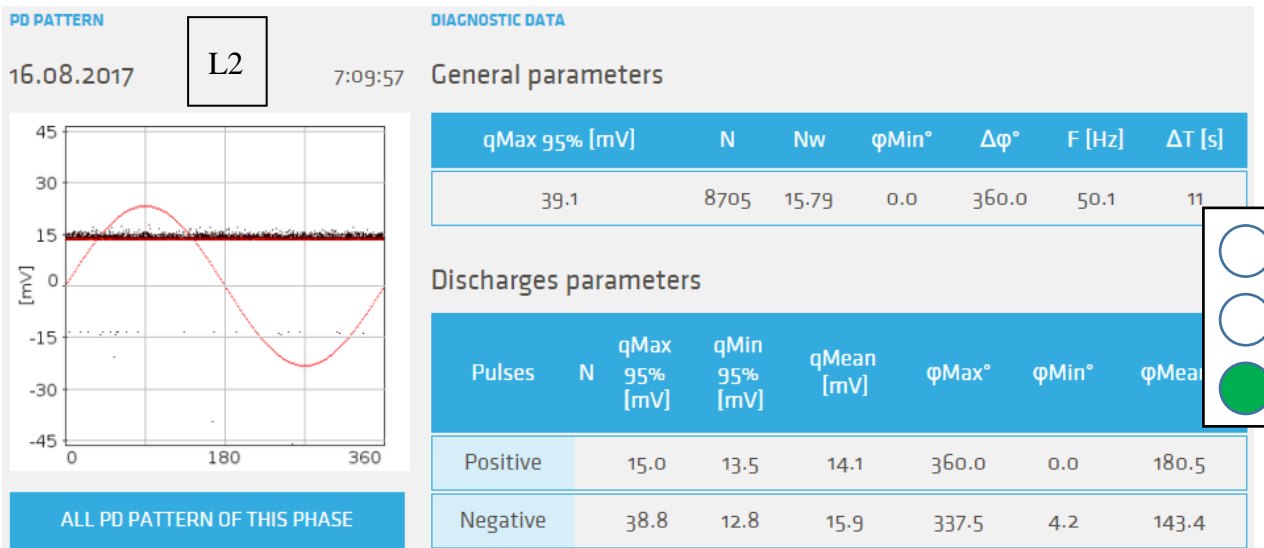 PD PATTERN
16.08.2017 L2 7:09:57
45
30
15
0
-15
-30
-45
[mV]
0 180 360
ALL PD PATTERN OF THIS PHASE
DIAGNOSTIC DATA
General parameters
qMax 95% [mV] N Nw φMin° Δφ° F [Hz] ΔT [s]
39.1 8705 15.79 0.0 360.0 50.1 11
Discharges parameters
Pulses N qMax 95% [mV] qMin 95% [mV] qMean [mV] φMax° φMin° φMea
Positive 15.0 13.5 14.1 360.0 0.0 180.5
Negative 38.8 12.8 15.9 337.5 4.2 143.4